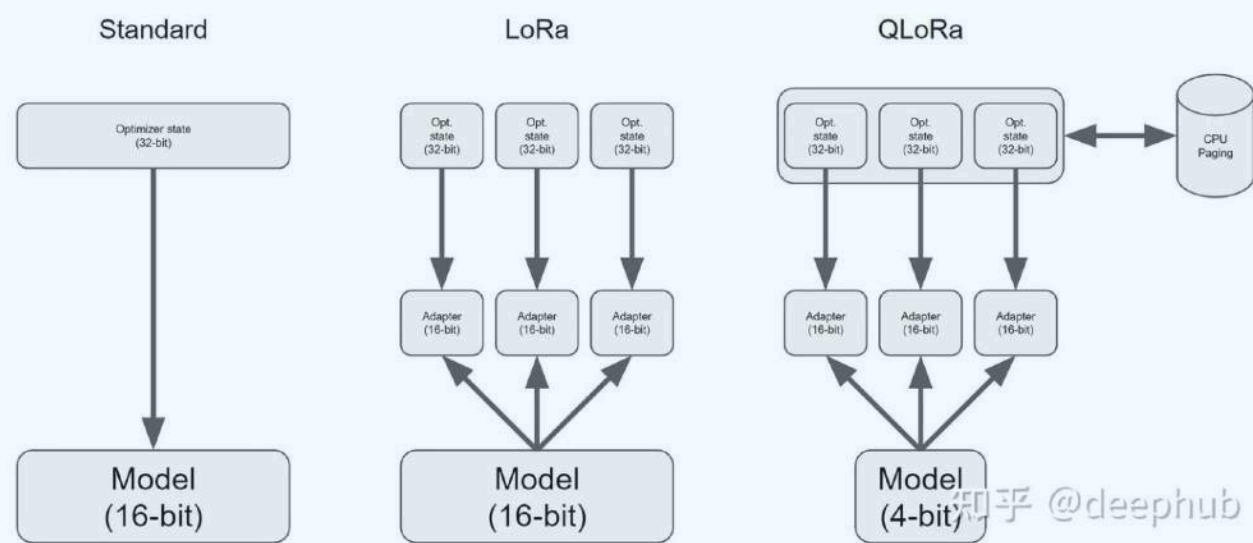 Standard
LoRa
QLoRa
Optimizer state
(32-bit)
Opt.
state
(32-bit)
Opt.
state
(32-bit)
Opt.
state
(32-bit)
Opt.
state
(32-bit)
Opt.
state
(32-bit)
Opt.
state
(32-bit)
CPU
Paging
Adapter
(16-bit)
Adapter
(16-bit)
Adapter
(16-bit)
Adapter
(16-bit)
Adapter
(16-bit)
Adapter
(16-bit)
Model
(16-bit)
Model
(16-bit)
Model
(4-bit)
知乎 @deephub